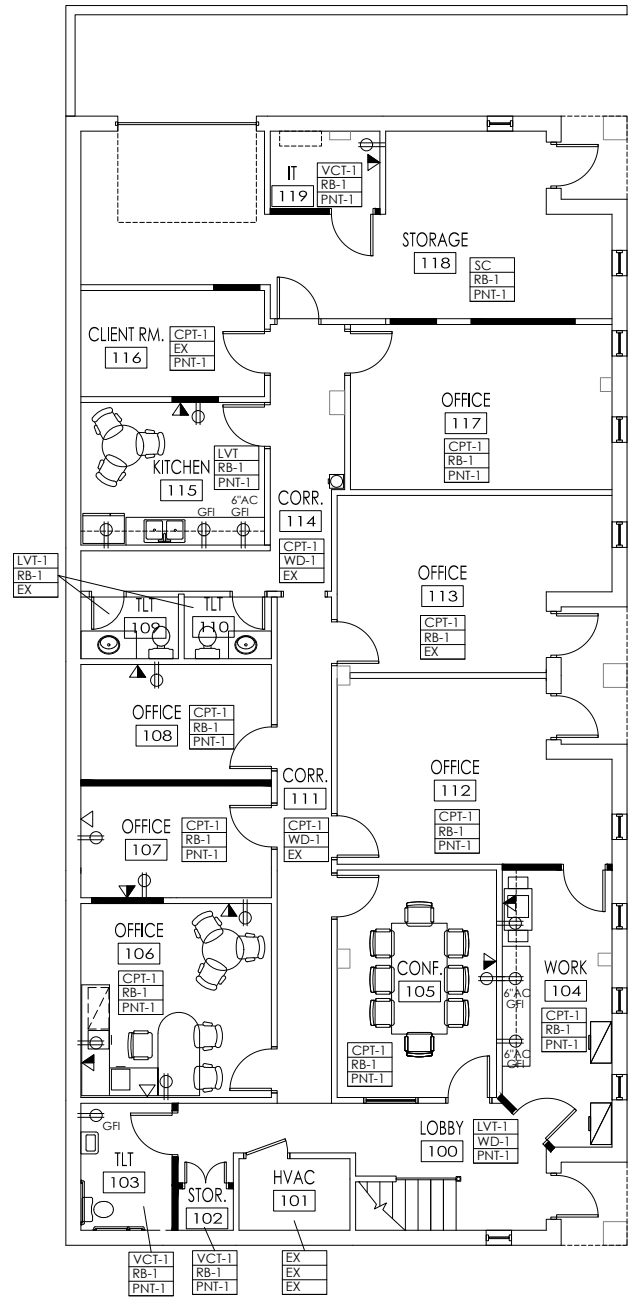 IT
119
VCT-1
RB-1
PNT-1
STORAGE
118
SC
RB-1
PNT-1
CLIENT RM.
116
CPT-1
EX
PNT-1
OFFICE
117
CPT-1
RB-1
PNT-1
KITCHEN
115
LVT
RB-1
PNT-1
GFI
6"AC
GFI
CORR.
114
CPT-1
WD-1
EX
LVT-1
RB-1
EX
TLT
109
TLT
110
OFFICE
113
CPT-1
RB-1
EX
OFFICE
108
CPT-1
RB-1
PNT-1
CORR.
111
CPT-1
WD-1
EX
OFFICE
112
CPT-1
RB-1
PNT-1
OFFICE
107
CPT-1
RB-1
PNT-1
OFFICE
106
CPT-1
RB-1
PNT-1
CONF.
105
CPT-1
RB-1
PNT-1
WORK
104
CPT-1
RB-1
PNT-1
6"AC
GFI
6"AC
GFI
LOBBY
100
LVT-1
WD-1
PNT-1
GFI
TLT
103
STOR.
102
HVAC
101
VCT-1
RB-1
PNT-1
VCT-1
RB-1
PNT-1
EX
EX
EX